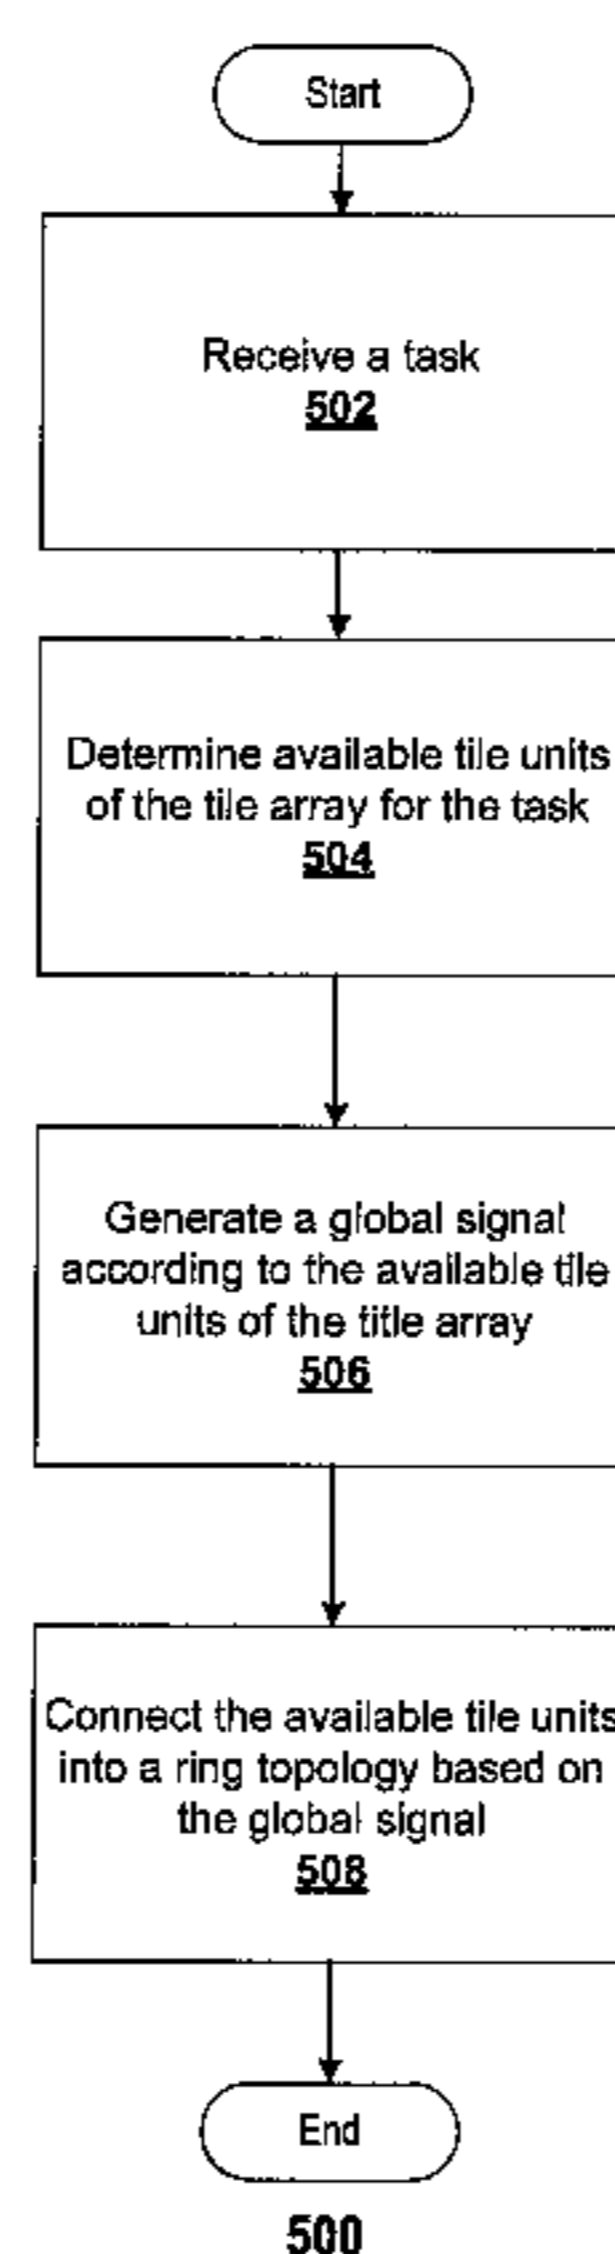 Start
Receive a task
502
Determine available tile units
of the tile array for the task
504
Generate a global signal
according to the available tile
units of the title array
506
Connect the available tile units
into a ring topology based on
the global signal
508
End
500